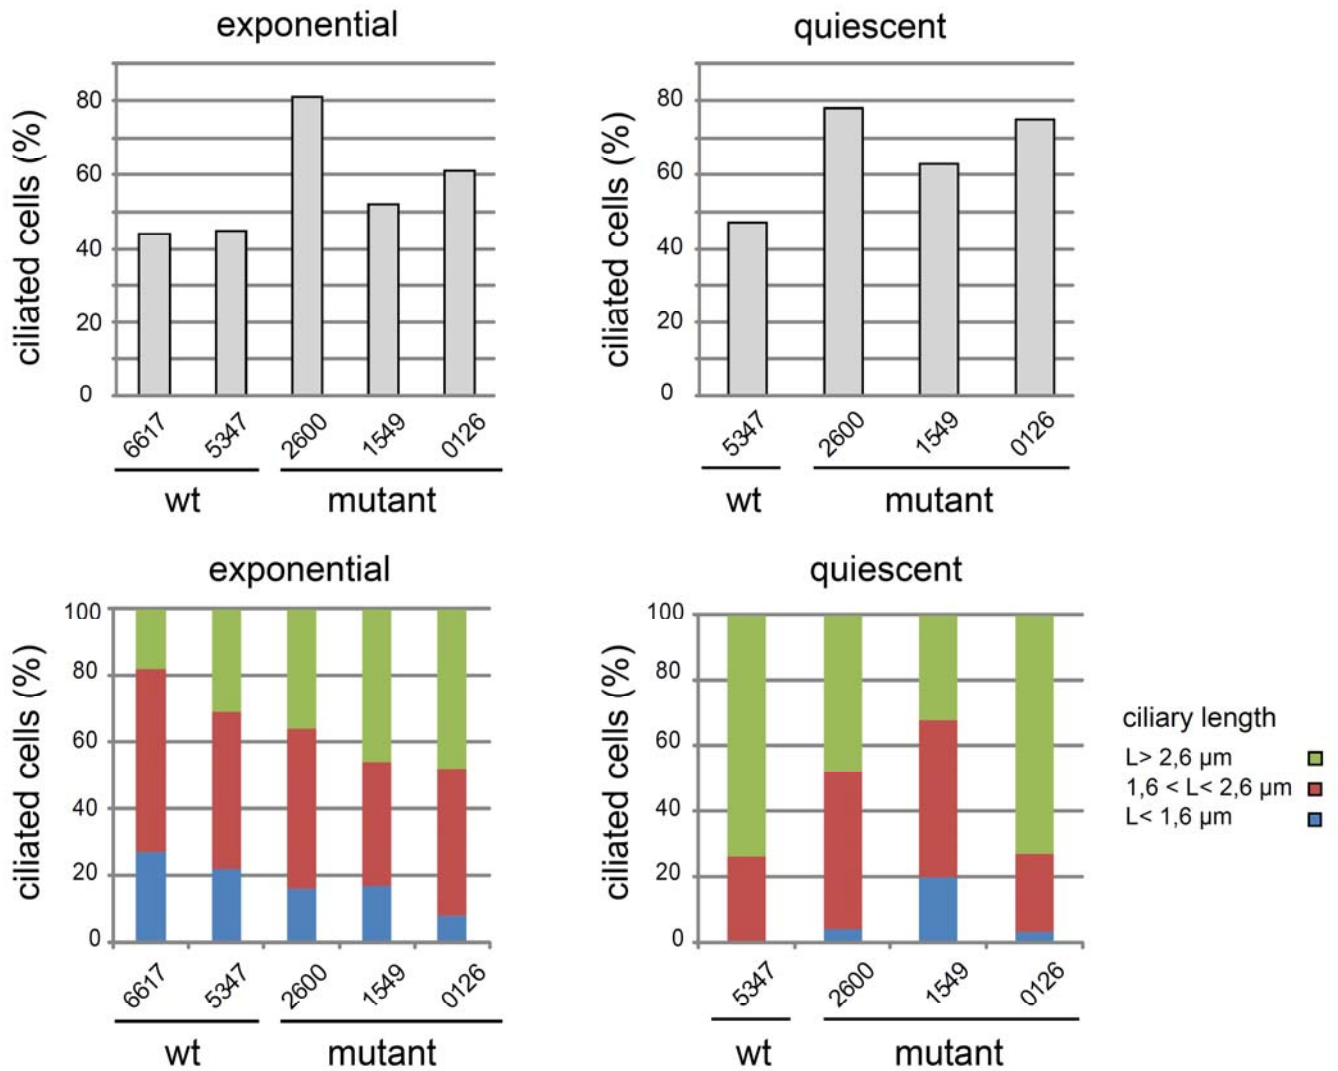 exponential
ciliated cells (%)
80
60
40
20
0
6617
5347
2600
1549
0126
wt
mutant
quiescent
ciliated cells (%)
80
60
40
20
0
5347
2600
1549
0126
wt
mutant
exponential
ciliated cells (%)
100
80
60
40
20
0
6617
5347
2600
1549
0126
wt
mutant
quiescent
ciliated cells (%)
100
80
60
40
20
0
5347
2600
1549
0126
wt
mutant
ciliary length
L> 2,6 µm
1,6 < L< 2,6 µm
L< 1,6 µm